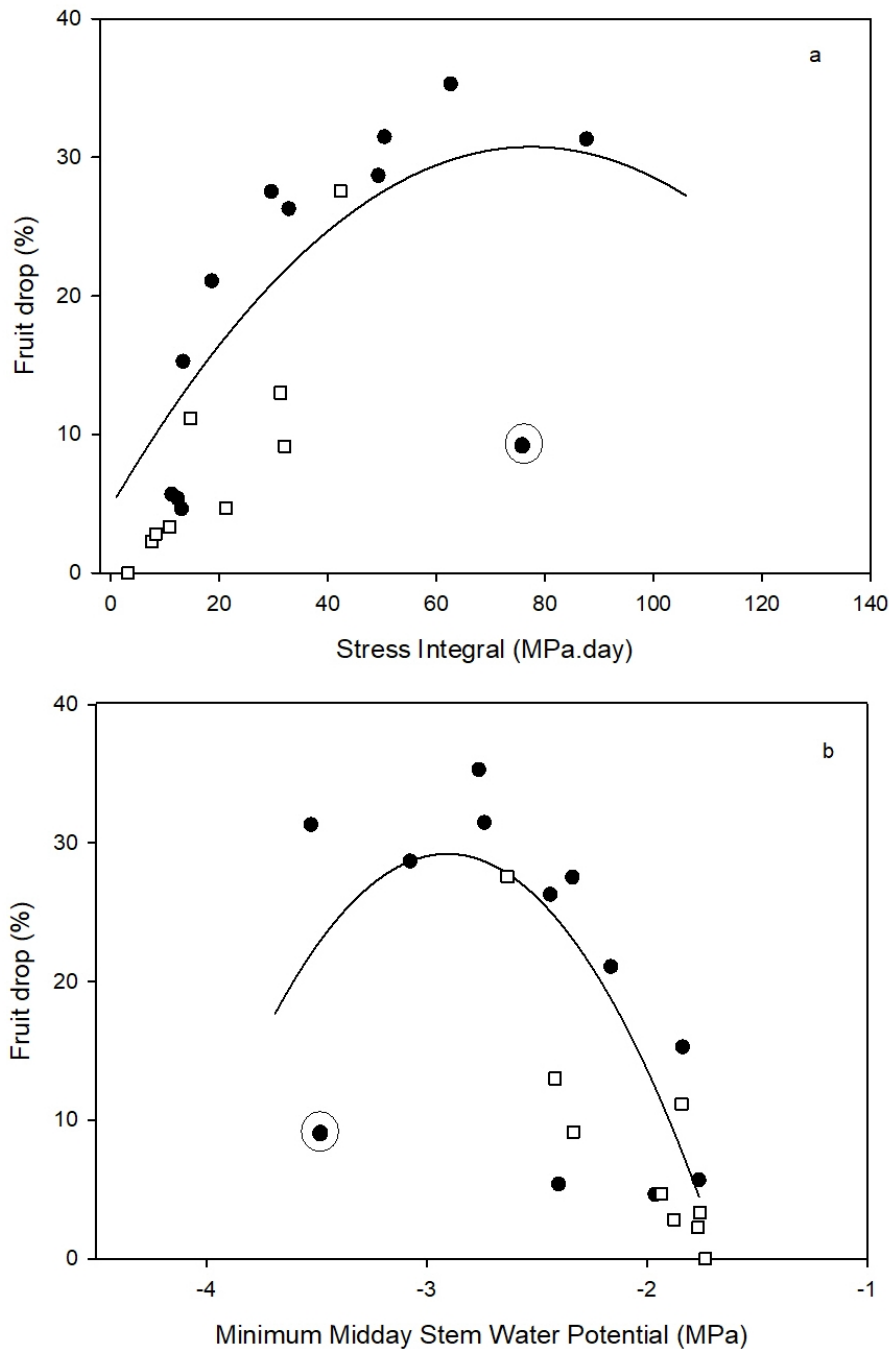 40
a
30
Fruit drop (%)
20
10
0
0 20 40 60 80 100 120 140
Stress Integral (MPa.day)
40
b
30
Fruit drop (%)
20
10
0
-4 -3 -2 -1
Minimum Midday Stem Water Potential (MPa)